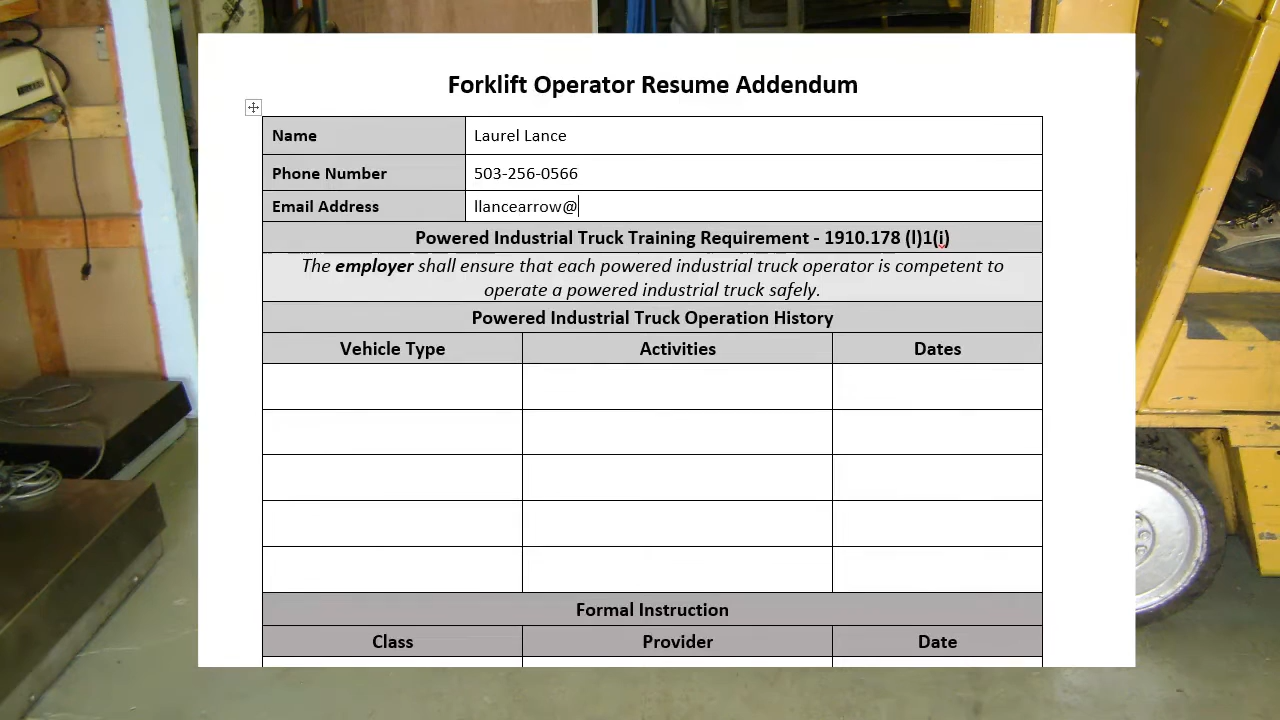 Forklift Operator Resume Addendum
Name Laurel Lance
Phone Number 503-256-0566
Email Address llancearrow@
Powered Industrial Truck Training Requirement - 1910.178 (l)1(i)
The employer shall ensure that each powered industrial truck operator is competent to
operate a powered industrial truck safely.
Powered Industrial Truck Operation History
Vehicle Type Activities Dates
Formal Instruction
Class Provider Date